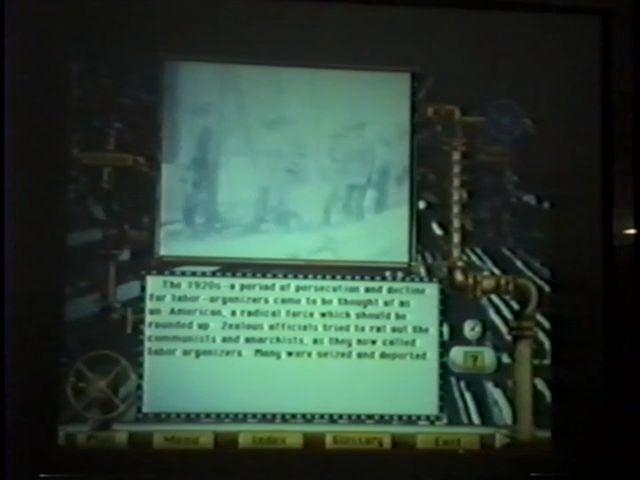 The 1920s-a period of persecution and decline
for labor-organizers came to be thought of as
un-American, a radical force which should be
rounded up. Zealous officials tried to rat out the
communists and anarchists, as they now called
labor organizers. Many were seized and deported.
?
Menu
Index
Glossary
Exit